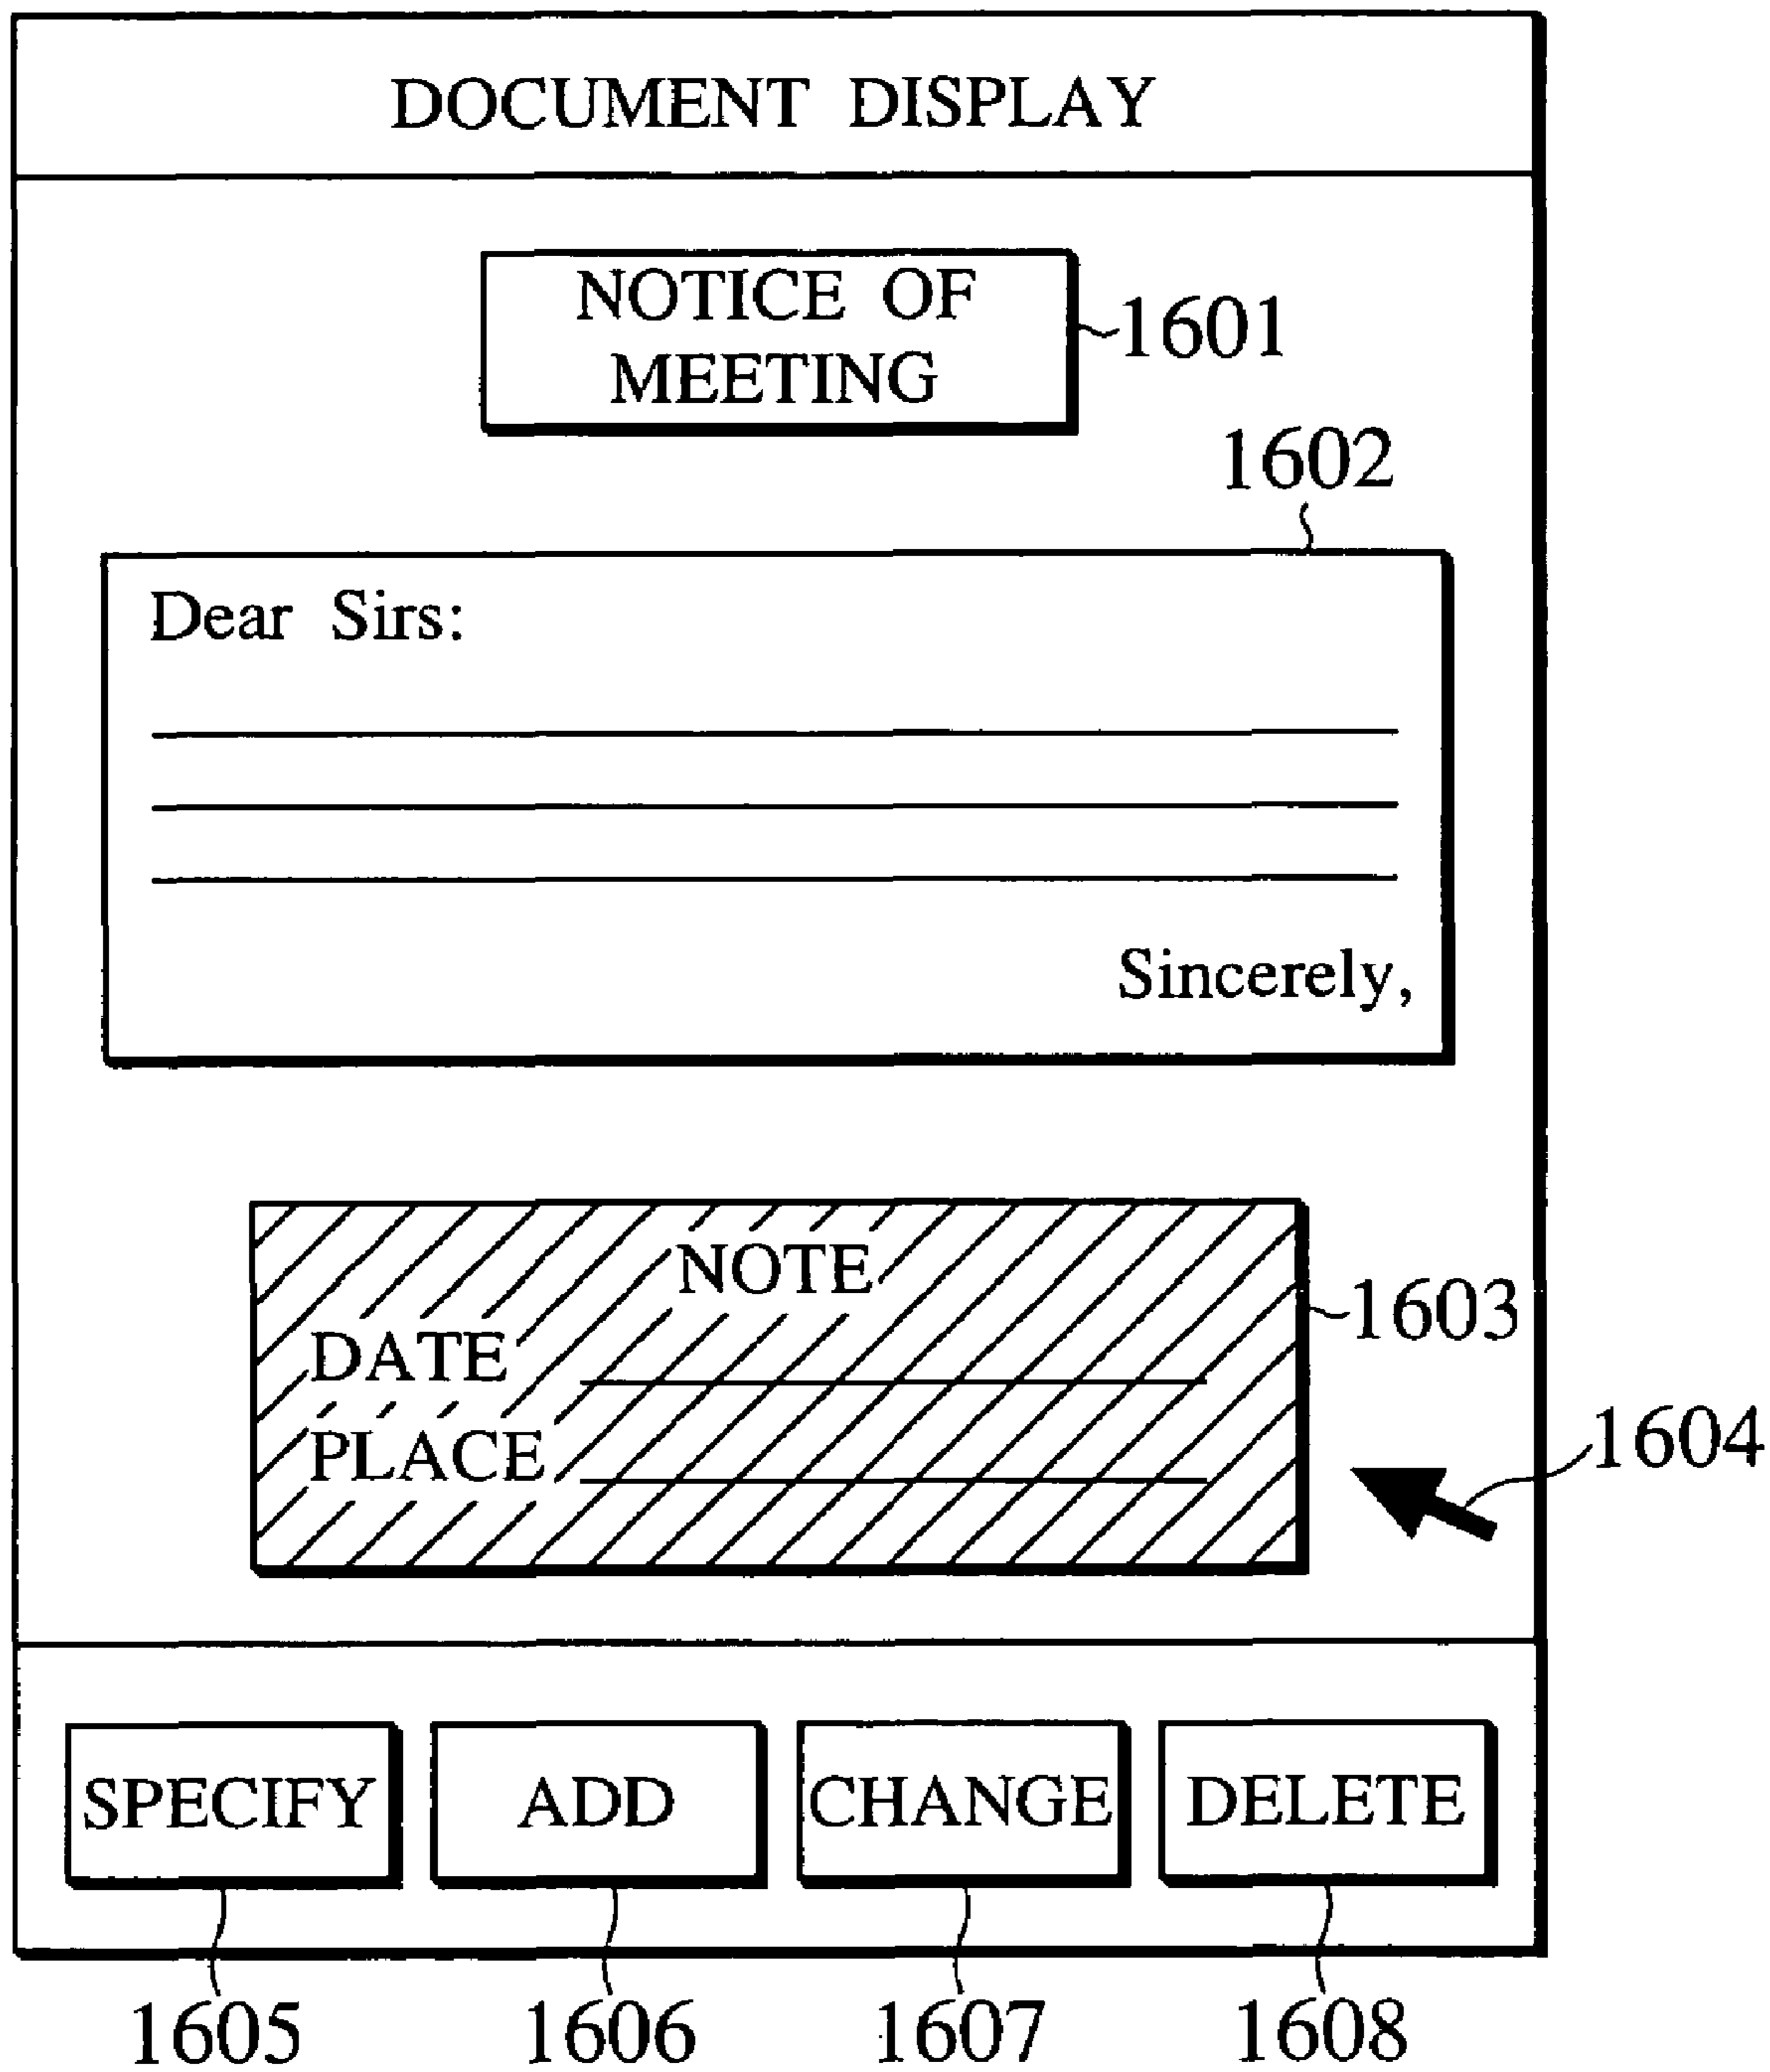 DOCUMENT DISPLAY
NOTICE OF
MEETING
1601
1602
Dear Sirs:
Sincerely,
NOTE
1603
DATE
PLACE
1604
SPECIFY ADD CHANGE DELETE
1605 1606 1607 1608